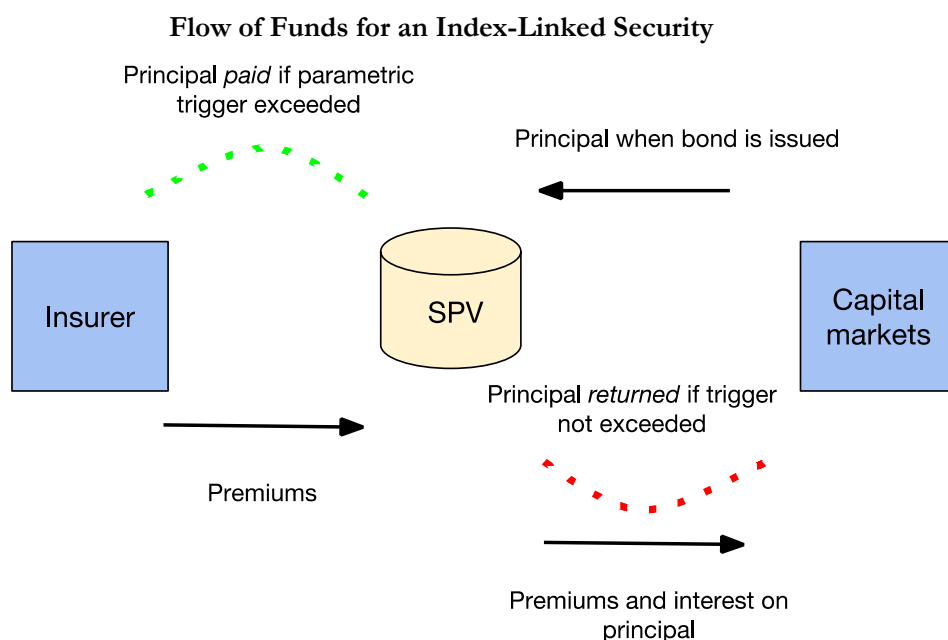 Flow of Funds for an Index-Linked Security
Principal paid if parametric
trigger exceeded
Principal when bond is issued
Insurer
SPV
Capital
markets
Principal returned if trigger
not exceeded
Premiums
Premiums and interest on
principal